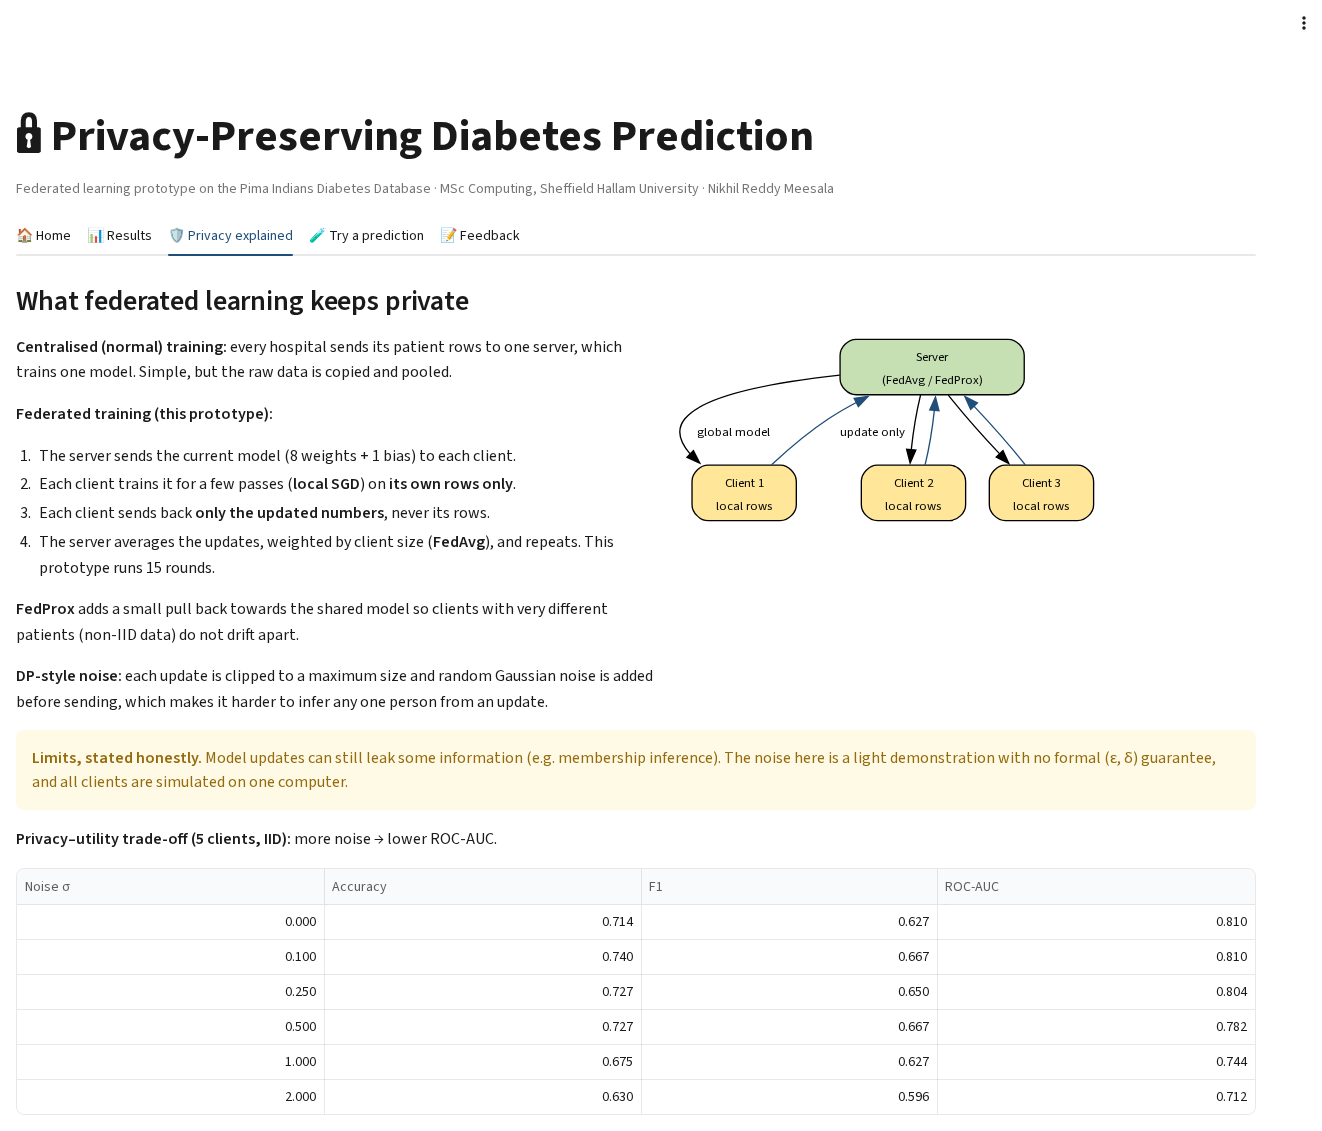 🔒 Privacy-Preserving Diabetes Prediction
Federated learning prototype on the Pima Indians Diabetes Database · MSc Computing, Sheffield Hallam University · Nikhil Reddy Meesala
🏠 Home 📊 Results 🛡️ Privacy explained 🧪 Try a prediction 📝 Feedback
What federated learning keeps private
Centralised (normal) training: every hospital sends its patient rows to one server, which
trains one model. Simple, but the raw data is copied and pooled.
Federated training (this prototype):
1. The server sends the current model (8 weights + 1 bias) to each client.
2. Each client trains it for a few passes (local SGD) on its own rows only.
3. Each client sends back only the updated numbers, never its rows.
4. The server averages the updates, weighted by client size (FedAvg), and repeats. This
prototype runs 15 rounds.
FedProx adds a small pull back towards the shared model so clients with very different
patients (non-IID data) do not drift apart.
DP-style noise: each update is clipped to a maximum size and random Gaussian noise is added
before sending, which makes it harder to infer any one person from an update.
Server
(FedAvg / FedProx)
global model
update only
Client 1
local rows
Client 2
local rows
Client 3
local rows
Limits, stated honestly. Model updates can still leak some information (e.g. membership inference). The noise here is a light demonstration with no formal (ε, δ) guarantee,
and all clients are simulated on one computer.
Privacy–utility trade-off (5 clients, IID): more noise → lower ROC-AUC.
Noise σ Accuracy F1 ROC-AUC
0.000 0.714 0.627 0.810
0.100 0.740 0.667 0.810
0.250 0.727 0.650 0.804
0.500 0.727 0.667 0.782
1.000 0.675 0.627 0.744
2.000 0.630 0.596 0.712